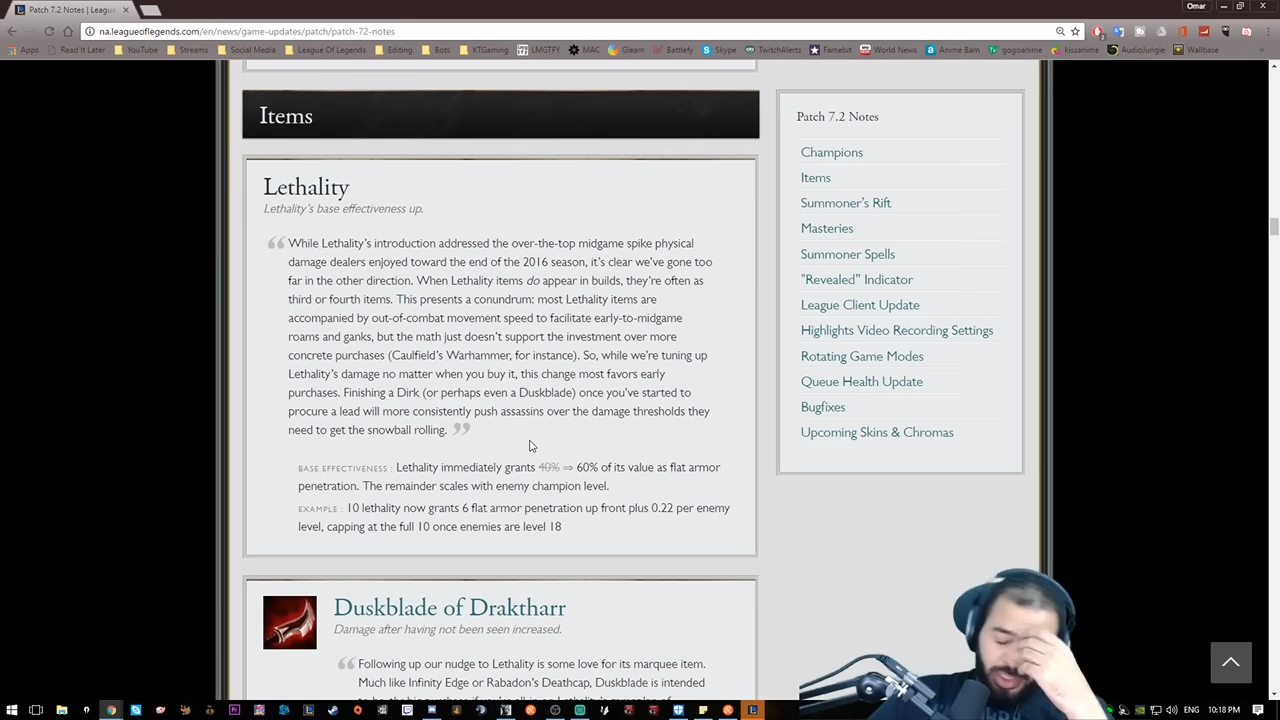 Patch 7.2 Notes | Leagu
Omar
na.leagueoflegends.com/en/news/game-updates/patch/patch-72-notes
Apps Read It Later YouTube Streams Social Media League Of Legends Editing Bots KTGaming LMGTFY MAC Gleam Battlefy Skype TwitchAlerts Famebit World News Anime Barn gogoanime kissanime AudioJungle Wallbase
Items
Lethality
Lethality's base effectiveness up.
While Lethality's introduction addressed the over-the-top midgame spike physical
damage dealers enjoyed toward the end of the 2016 season, it's clear we've gone too
far in the other direction. When Lethality items do appear in builds, they're often as
third or fourth items. This presents a conundrum: most Lethality items are
accompanied by out-of-combat movement speed to facilitate early-to-midgame
roams and ganks, but the math just doesn't support the investment over more
concrete purchases (Caulfield's Warhammer, for instance). So, while we're tuning up
Lethality's damage no matter when you buy it, this change most favors early
purchases. Finishing a Dirk (or perhaps even a Duskblade) once you've started to
procure a lead will more consistently push assassins over the damage thresholds they
need to get the snowball rolling.
BASE EFFECTIVENESS : Lethality immediately grants 40% ⇒ 60% of its value as flat armor
penetration. The remainder scales with enemy champion level.
EXAMPLE : 10 lethality now grants 6 flat armor penetration up front plus 0.22 per enemy
level, capping at the full 10 once enemies are level 18
Duskblade of Draktharr
Damage after having not been seen increased.
Following up our nudge to Lethality is some love for its marquee item.
Much like Infinity Edge or Rabadon's Deathcap, Duskblade is intended
Patch 7.2 Notes
Champions
Items
Summoner's Rift
Masteries
Summoner Spells
"Revealed" Indicator
League Client Update
Highlights Video Recording Settings
Rotating Game Modes
Queue Health Update
Bugfixes
Upcoming Skins & Chromas
10:18 PM